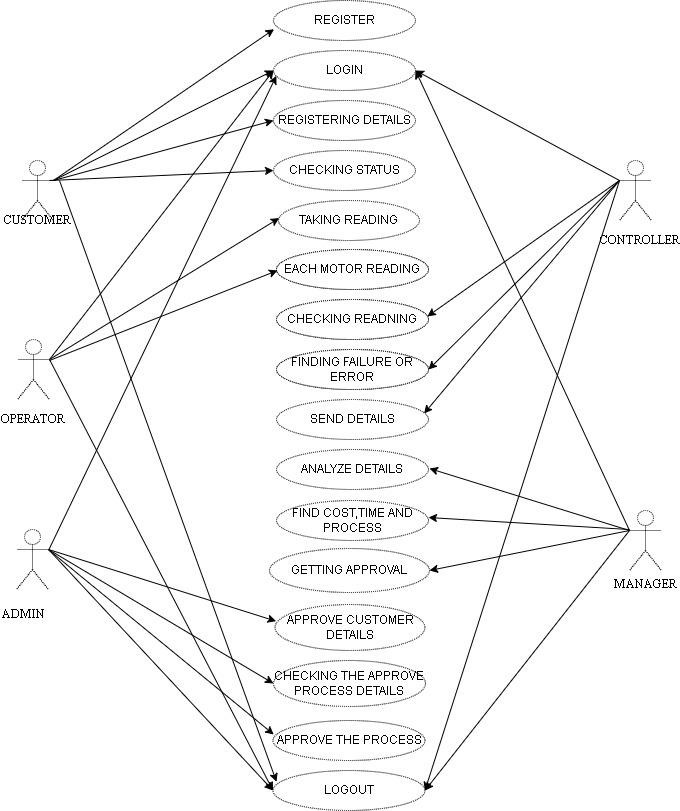 REGISTER
LOGIN
REGISTERING DETAILS
CHECKING STATUS
CUSTOMER
TAKING READING
CONTROLLER
EACH MOTOR READING
CHECKING READNING
FINDING FAILURE OR
ERROR
OPERATOR
SEND DETAILS
ANALYZE DETAILS
FIND COST,TIME AND
PROCESS
GETTING APPROVAL
MANAGER
ADMIN
APPROVE CUSTOMER
DETAILS
CHECKING THE APPROVE
PROCESS DETAILS
APPROVE THE PROCESS
LOGOUT